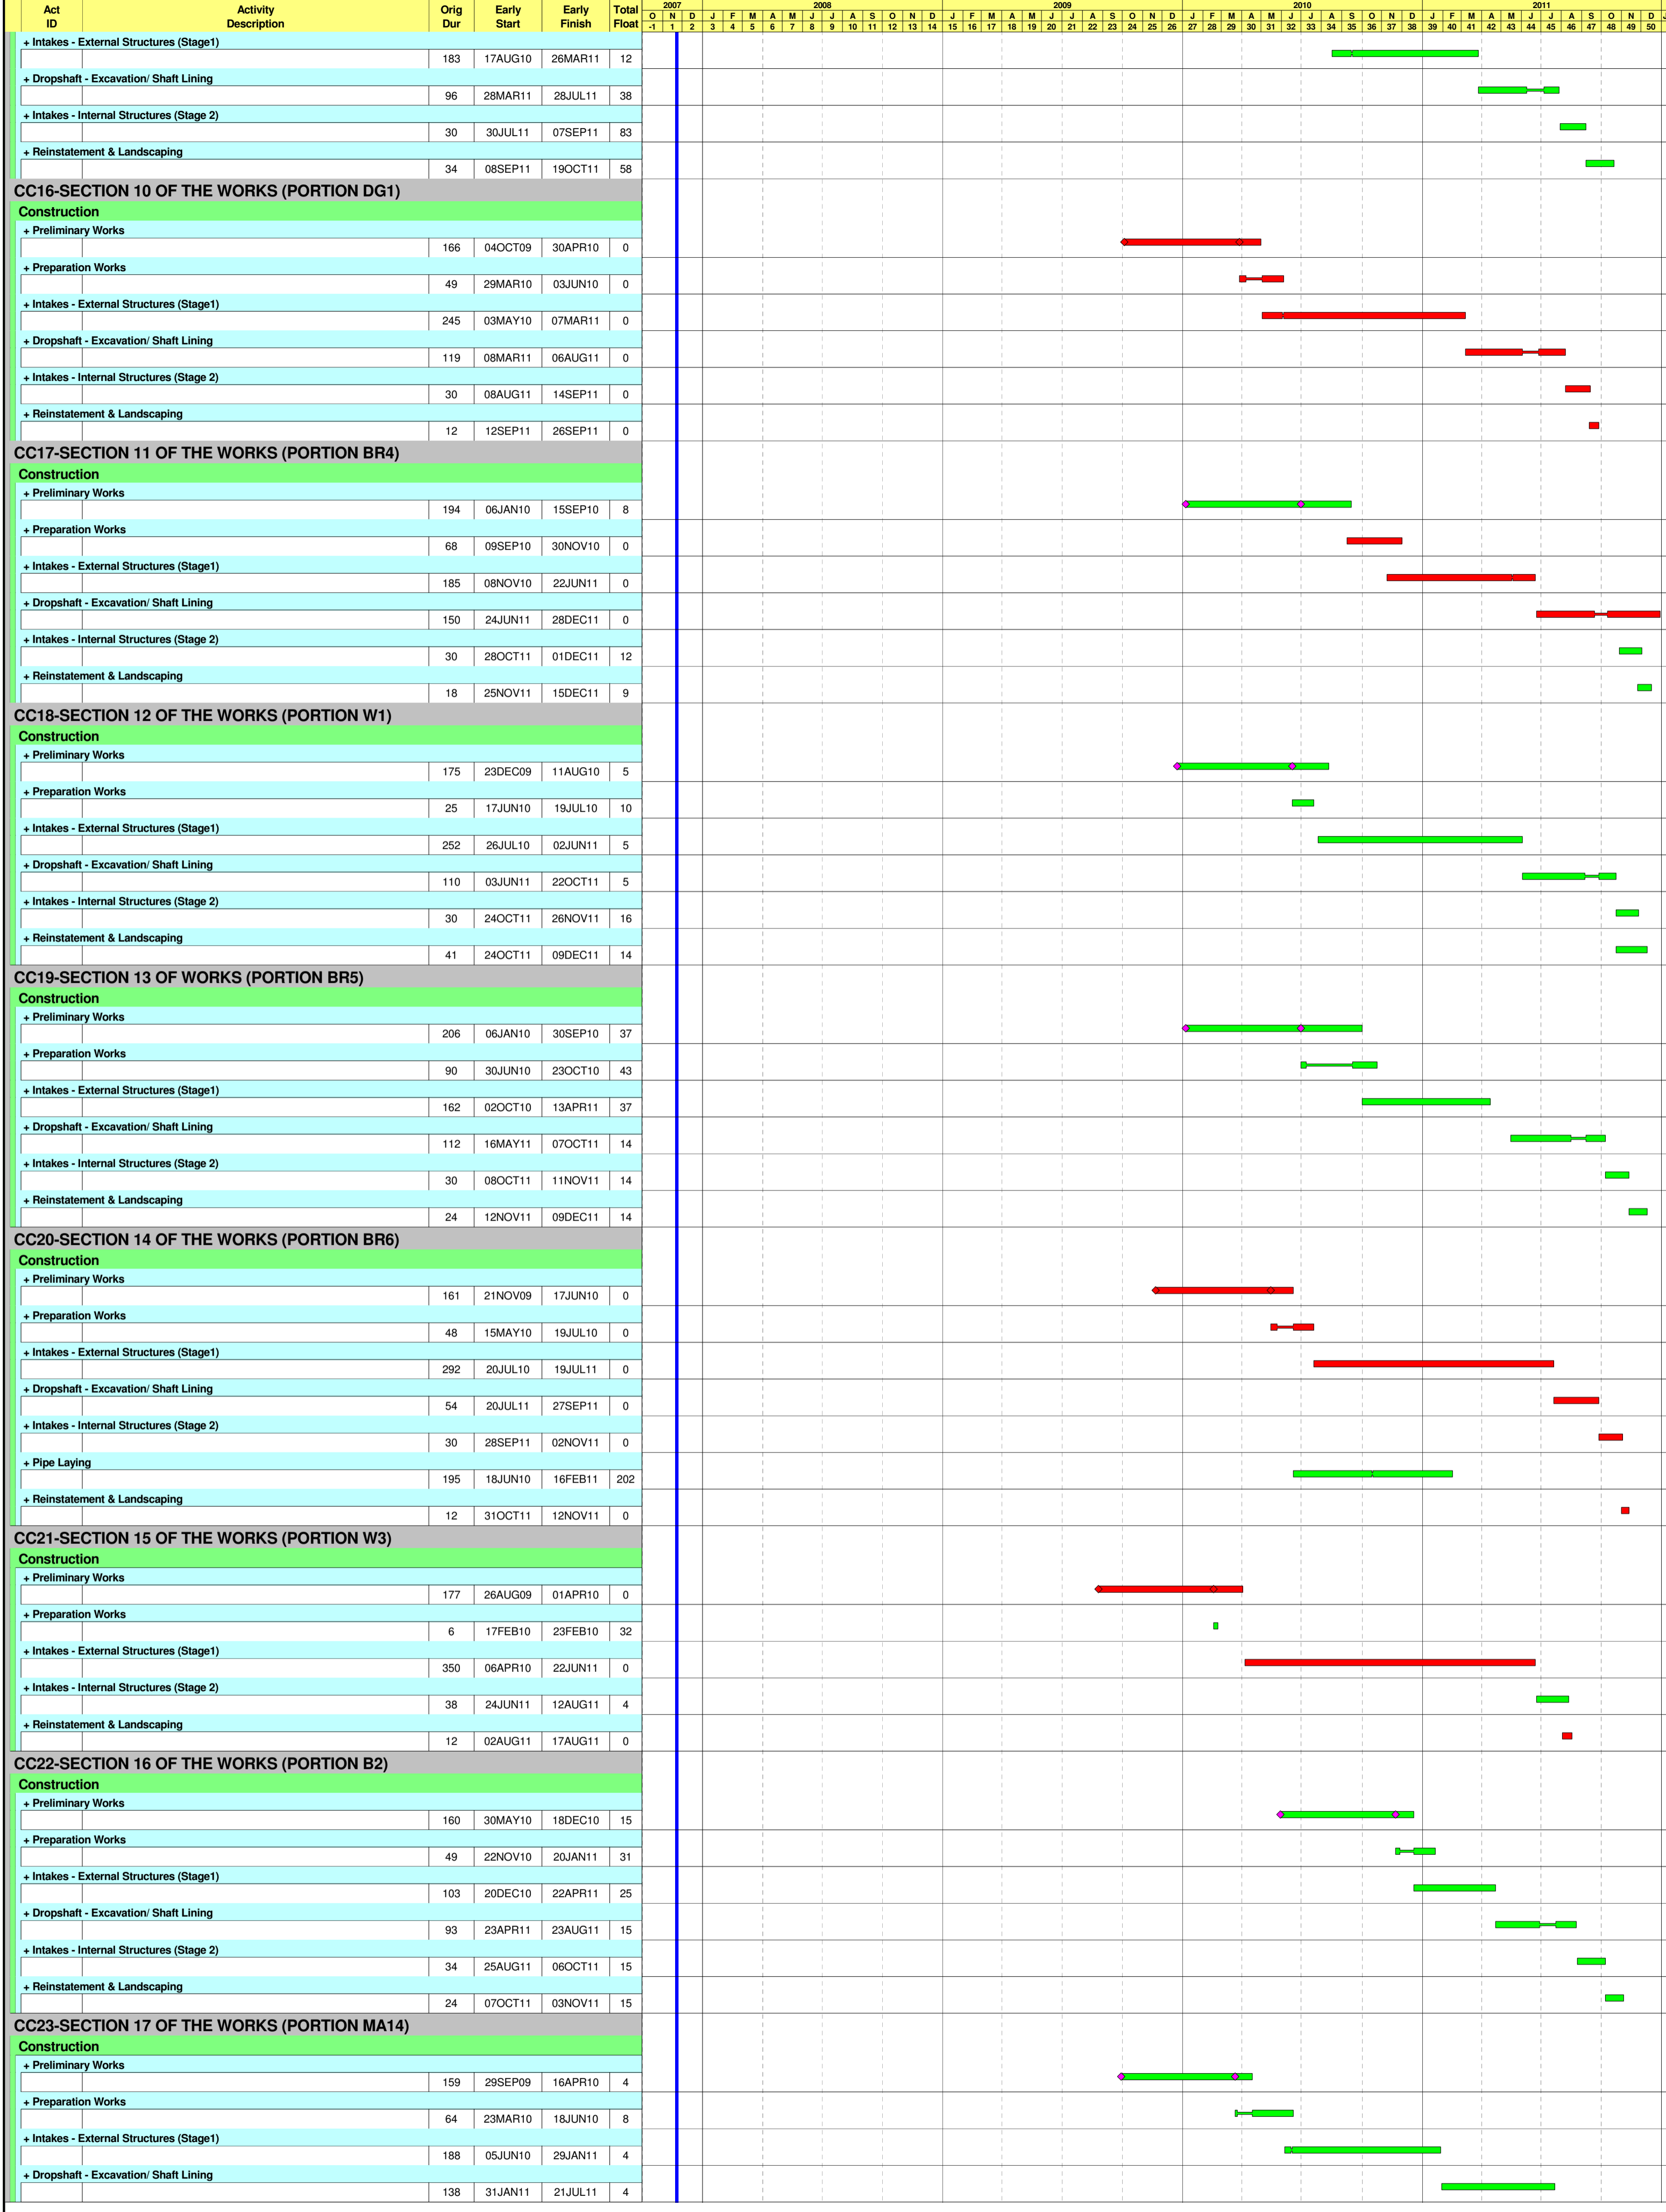 Act Activity Orig Early Early Total 2007 2008 2009 2010 2011
ID Description Dur Start Finish Float O N D J F M A M J J A S O N D J F M A M J J A S O N D J F M A M J J A S O N D J F M A M J J A S O N D
-1 1 2 3 4 5 6 7 8 9 10 11 12 13 14 15 16 17 18 19 20 21 22 23 24 25 26 27 28 29 30 31 32 33 34 35 36 37 38 39 40 41 42 43 44 45 46 47 48 49 50
+ Intakes - External Structures (Stage1)
183 17AUG10 26MAR11 12
+ Dropshaft - Excavation/ Shaft Lining
96 28MAR11 28JUL11 38
+ Intakes - Internal Structures (Stage 2)
30 30JUL11 07SEP11 83
+ Reinstatement & Landscaping
34 08SEP11 19OCT11 58
CC16-SECTION 10 OF THE WORKS (PORTION DG1)
Construction
+ Preliminary Works
166 04OCT09 30APR10 0
+ Preparation Works
49 29MAR10 03JUN10 0
+ Intakes - External Structures (Stage1)
245 03MAY10 07MAR11 0
+ Dropshaft - Excavation/ Shaft Lining
119 08MAR11 06AUG11 0
+ Intakes - Internal Structures (Stage 2)
30 08AUG11 14SEP11 0
+ Reinstatement & Landscaping
12 12SEP11 26SEP11 0
CC17-SECTION 11 OF THE WORKS (PORTION BR4)
Construction
+ Preliminary Works
194 06JAN10 15SEP10 8
+ Preparation Works
68 09SEP10 30NOV10 0
+ Intakes - External Structures (Stage1)
185 08NOV10 22JUN11 0
+ Dropshaft - Excavation/ Shaft Lining
150 24JUN11 28DEC11 0
+ Intakes - Internal Structures (Stage 2)
30 28OCT11 01DEC11 12
+ Reinstatement & Landscaping
18 25NOV11 15DEC11 9
CC18-SECTION 12 OF THE WORKS (PORTION W1)
Construction
+ Preliminary Works
175 23DEC09 11AUG10 5
+ Preparation Works
25 17JUN10 19JUL10 10
+ Intakes - External Structures (Stage1)
252 26JUL10 02JUN11 5
+ Dropshaft - Excavation/ Shaft Lining
110 03JUN11 22OCT11 5
+ Intakes - Internal Structures (Stage 2)
30 24OCT11 26NOV11 16
+ Reinstatement & Landscaping
41 24OCT11 09DEC11 14
CC19-SECTION 13 OF WORKS (PORTION BR5)
Construction
+ Preliminary Works
206 06JAN10 30SEP10 37
+ Preparation Works
90 30JUN10 23OCT10 43
+ Intakes - External Structures (Stage1)
162 02OCT10 13APR11 37
+ Dropshaft - Excavation/ Shaft Lining
112 16MAY11 07OCT11 14
+ Intakes - Internal Structures (Stage 2)
30 08OCT11 11NOV11 14
+ Reinstatement & Landscaping
24 12NOV11 09DEC11 14
CC20-SECTION 14 OF THE WORKS (PORTION BR6)
Construction
+ Preliminary Works
161 21NOV09 17JUN10 0
+ Preparation Works
48 15MAY10 19JUL10 0
+ Intakes - External Structures (Stage1)
292 20JUL10 19JUL11 0
+ Dropshaft - Excavation/ Shaft Lining
54 20JUL11 27SEP11 0
+ Intakes - Internal Structures (Stage 2)
30 28SEP11 02NOV11 0
+ Pipe Laying
195 18JUN10 16FEB11 202
+ Reinstatement & Landscaping
12 31OCT11 12NOV11 0
CC21-SECTION 15 OF THE WORKS (PORTION W3)
Construction
+ Preliminary Works
177 26AUG09 01APR10 0
+ Preparation Works
6 17FEB10 23FEB10 32
+ Intakes - External Structures (Stage1)
350 06APR10 22JUN11 0
+ Intakes - Internal Structures (Stage 2)
38 24JUN11 12AUG11 4
+ Reinstatement & Landscaping
12 02AUG11 17AUG11 0
CC22-SECTION 16 OF THE WORKS (PORTION B2)
Construction
+ Preliminary Works
160 30MAY10 18DEC10 15
+ Preparation Works
49 22NOV10 20JAN11 31
+ Intakes - External Structures (Stage1)
103 20DEC10 22APR11 25
+ Dropshaft - Excavation/ Shaft Lining
93 23APR11 23AUG11 15
+ Intakes - Internal Structures (Stage 2)
34 25AUG11 06OCT11 15
+ Reinstatement & Landscaping
24 07OCT11 03NOV11 15
CC23-SECTION 17 OF THE WORKS (PORTION MA14)
Construction
+ Preliminary Works
159 29SEP09 16APR10 4
+ Preparation Works
64 23MAR10 18JUN10 8
+ Intakes - External Structures (Stage1)
188 05JUN10 29JAN11 4
+ Dropshaft - Excavation/ Shaft Lining
138 31JAN11 21JUL11 4